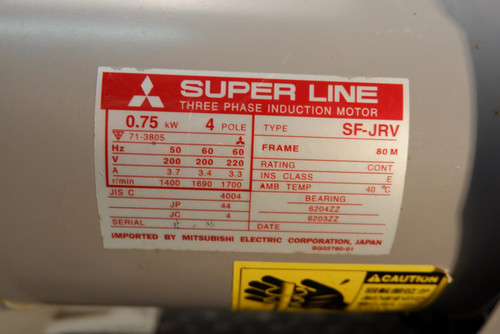 SUPER LINE
THREE PHASE INDUCTION MOTOR
0.75 kW 4 POLE TYPE SF-JRV
71-3805
FRAME 80 M
Hz 50 60 60
V 200 200 220
RATING CONT
A 3.7 3.4 3.3
INS CLASS E
r/min 1400 1690 1700
AMB TEMP 40 °C
JIS C 4004
BEARING
JP 44
6204ZZ
JC 4
6203ZZ
SERIAL DATE
IMPORTED BY MITSUBISHI ELECTRIC CORPORATION, JAPAN
BG02760-01
CAUTION